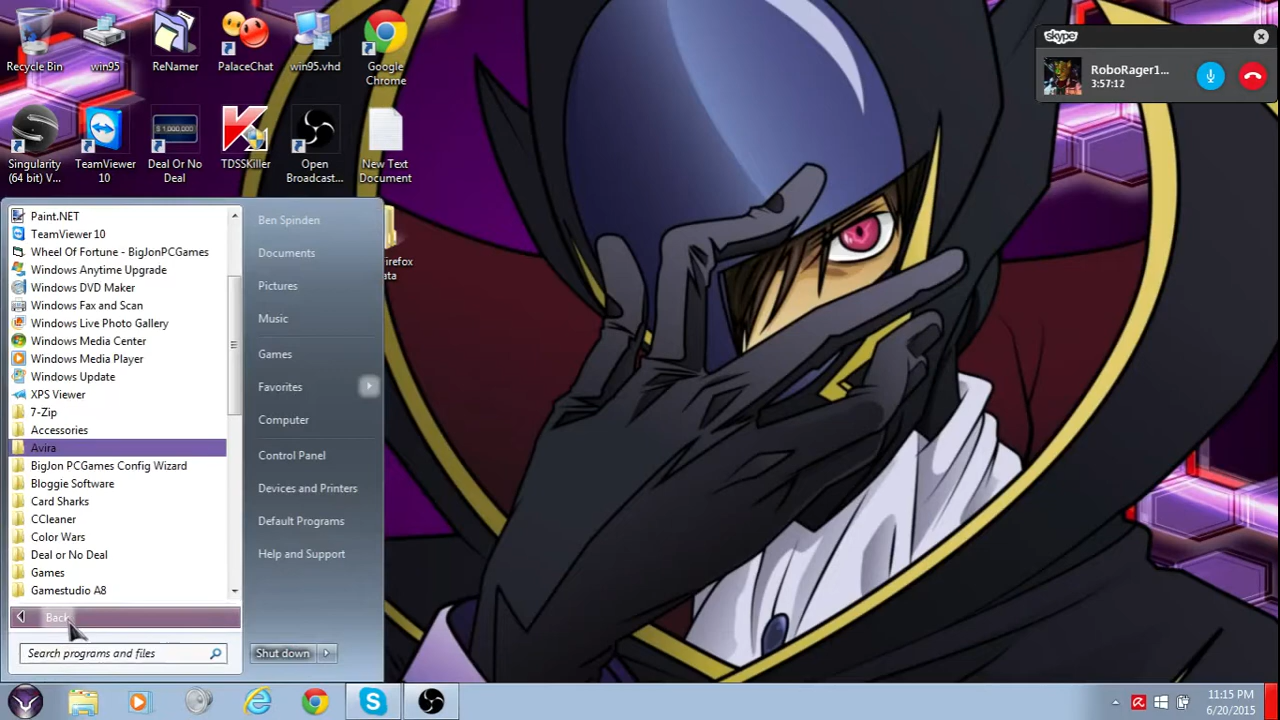 Recycle Bin
win95
ReNamer
PalaceChat
win95.vhd
Google
Chrome
Singularity
(64 bit) V...
TeamViewer
10
Deal Or No
Deal
$ 1,000,000
TDSSKiller
Open
Broadcast...
New Text
Document
skype
RoboRager1...
3:57:12
irefox
ata
Paint.NET
TeamViewer 10
Wheel Of Fortune - BigJonPCGames
Windows Anytime Upgrade
Windows DVD Maker
Windows Fax and Scan
Windows Live Photo Gallery
Windows Media Center
Windows Media Player
Windows Update
XPS Viewer
7-Zip
Accessories
Avira
BigJon PCGames Config Wizard
Bloggie Software
Card Sharks
CCleaner
Color Wars
Deal or No Deal
Games
Gamestudio A8
Back
Search programs and files
Ben Spinden
Documents
Pictures
Music
Games
Favorites
Computer
Control Panel
Devices and Printers
Default Programs
Help and Support
Shut down
11:15 PM
6/20/2015